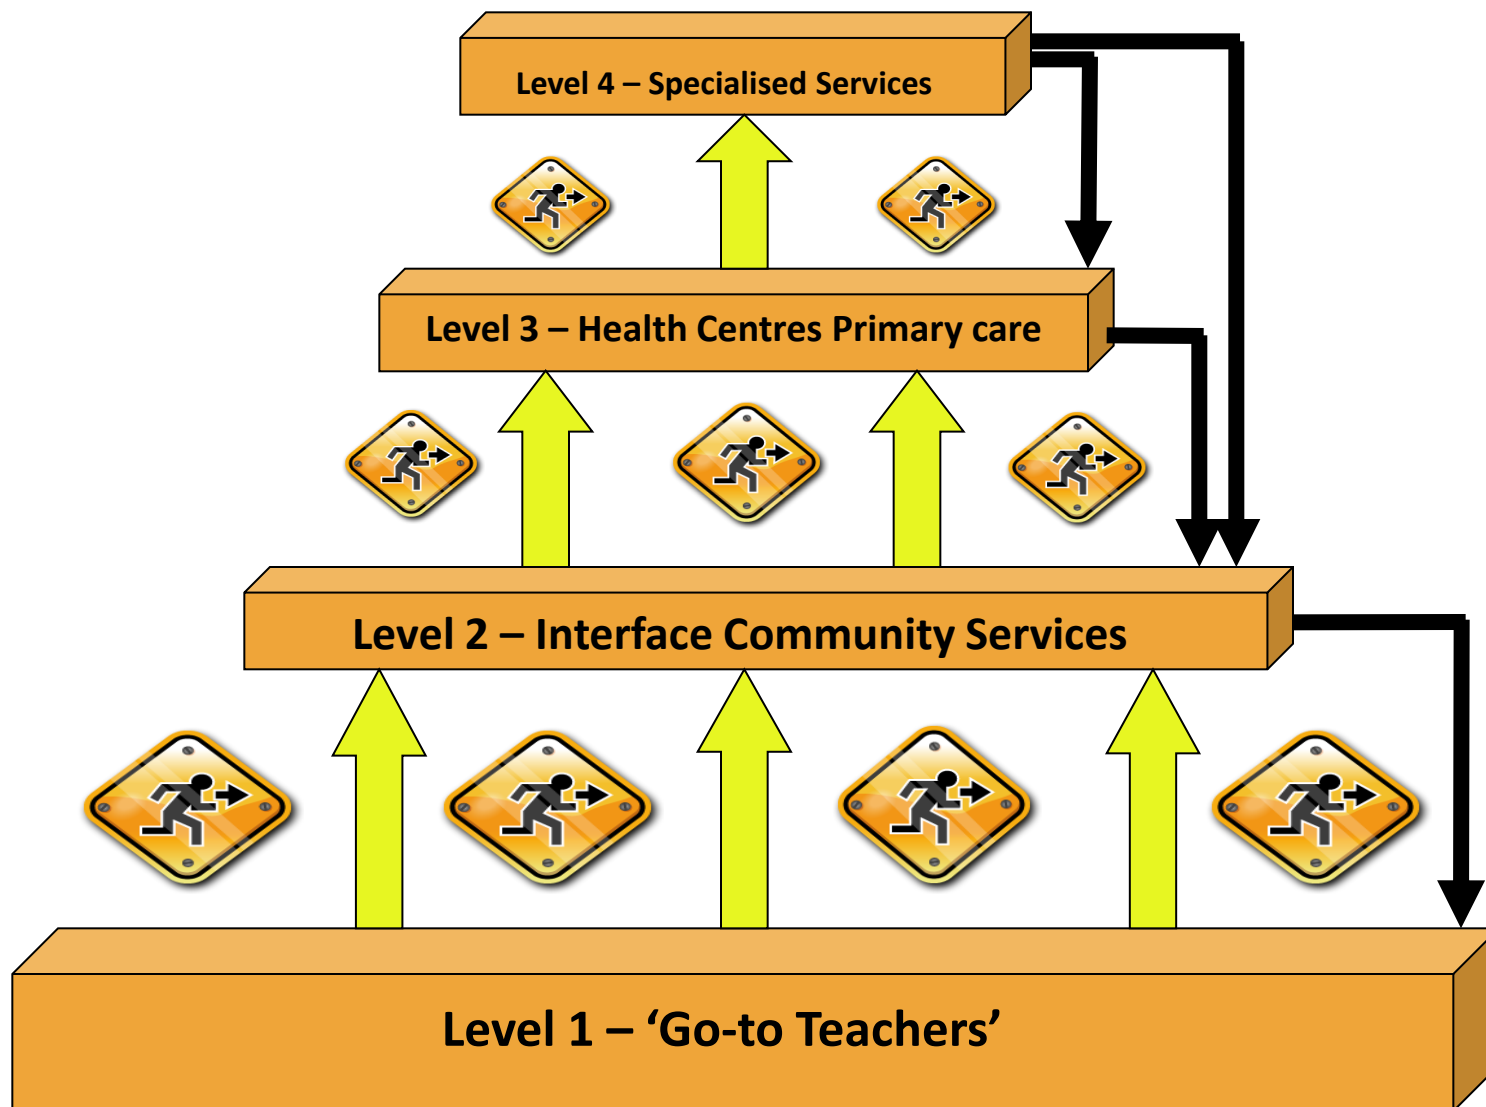 Level 4 – Specialised Services
Level 3 – Health Centres Primary care
Level 2 – Interface Community Services
Level 1 – ‘Go-to Teachers’